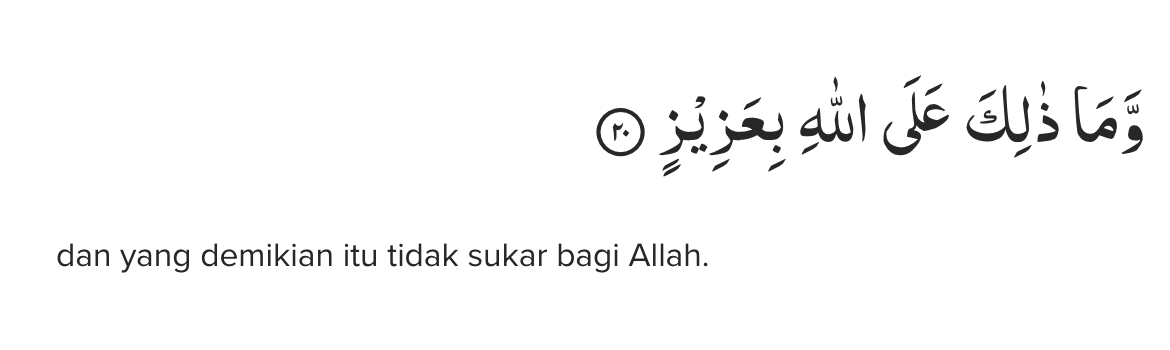 وَّمَا ذٰلِكَ عَلَى اللّٰهِ بِعَزِيْزٍ ٢٠
dan yang demikian itu tidak sukar bagi Allah.